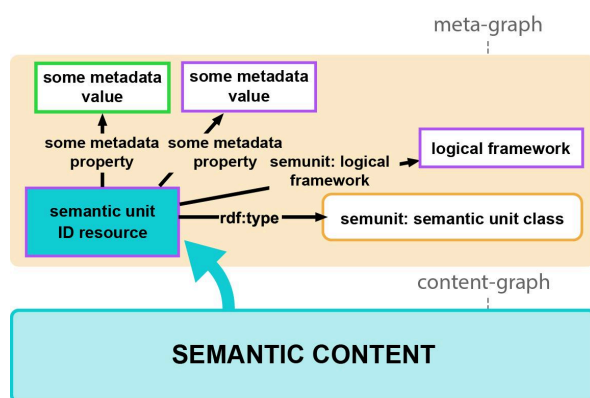 meta-graph
some metadata
value
some metadata
value
some metadata
property
some metadata
property
semunit: logical
framework
logical framework
semantic unit
ID resource
rdf:type
semunit: semantic unit class
content-graph
SEMANTIC CONTENT